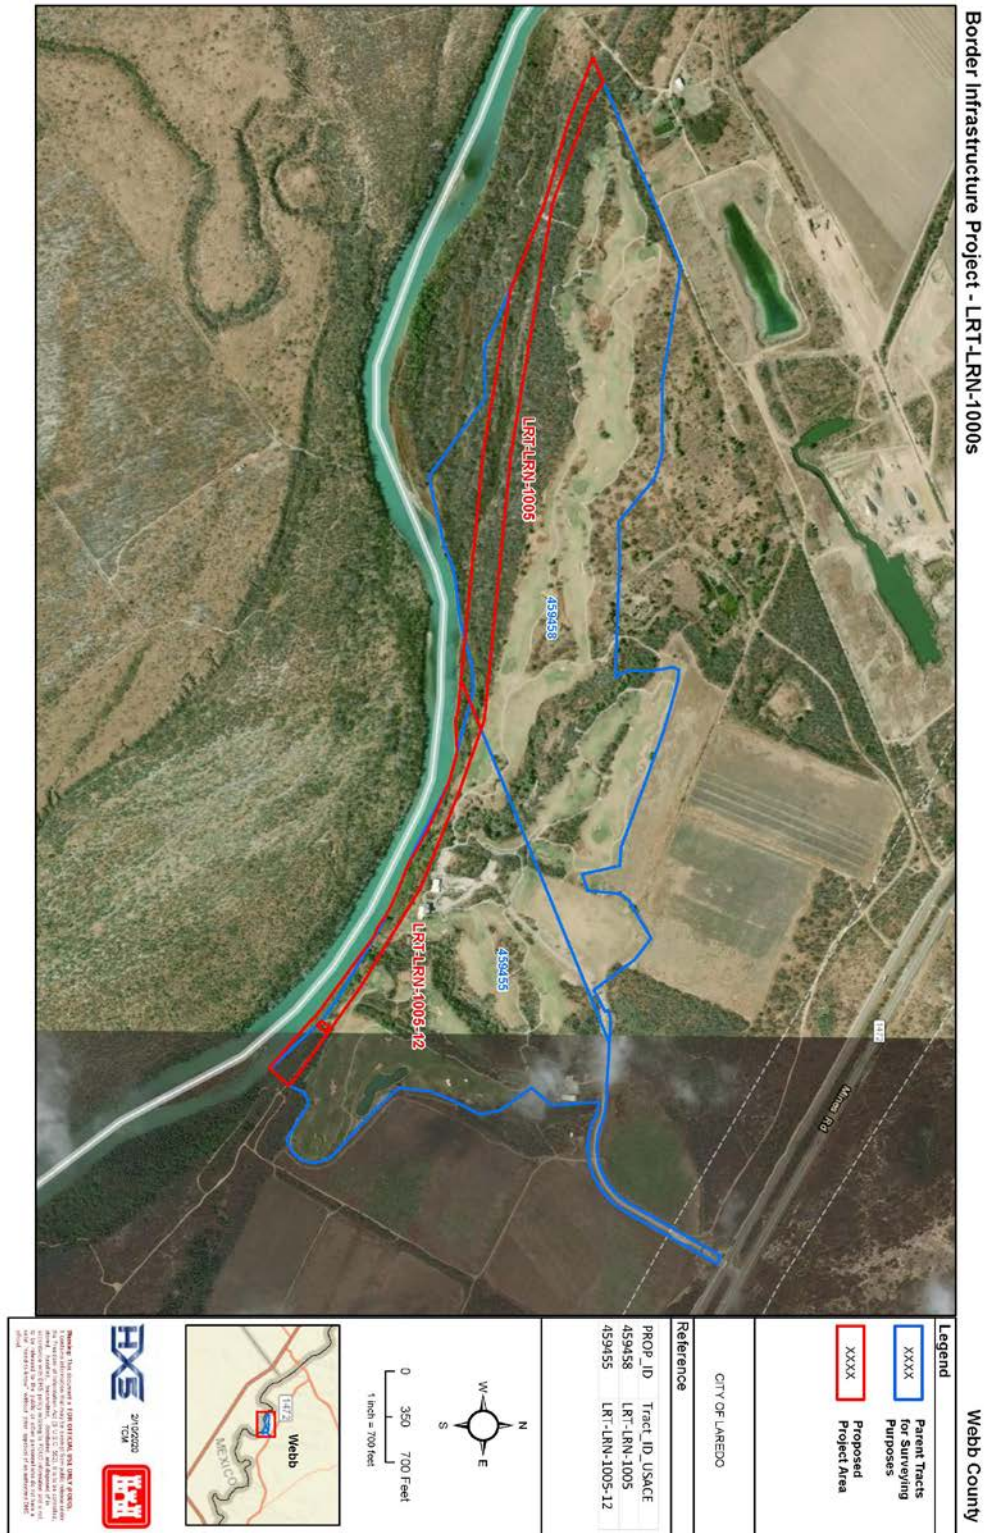 Border Infrastructure Project - LRT-LRN-1000s
Webb County
LRT-LRN-1005
459458
LRT-LRN-1005-12
459455
1472
Mines Rd
Legend
XXXX
Parent Tracts
for Surveying
Purposes
XXXX
Proposed
Project Area
CITY OF LAREDO
Reference
PROP_ID Tract_ID_USACE
459458 LRT-LRN-1005
459455 LRT-LRN-1005-12
N
W E
S
0 350 700 Feet
1 inch = 700 feet
1472
Webb
MEXICO
HX5
2/10/2020
TCM